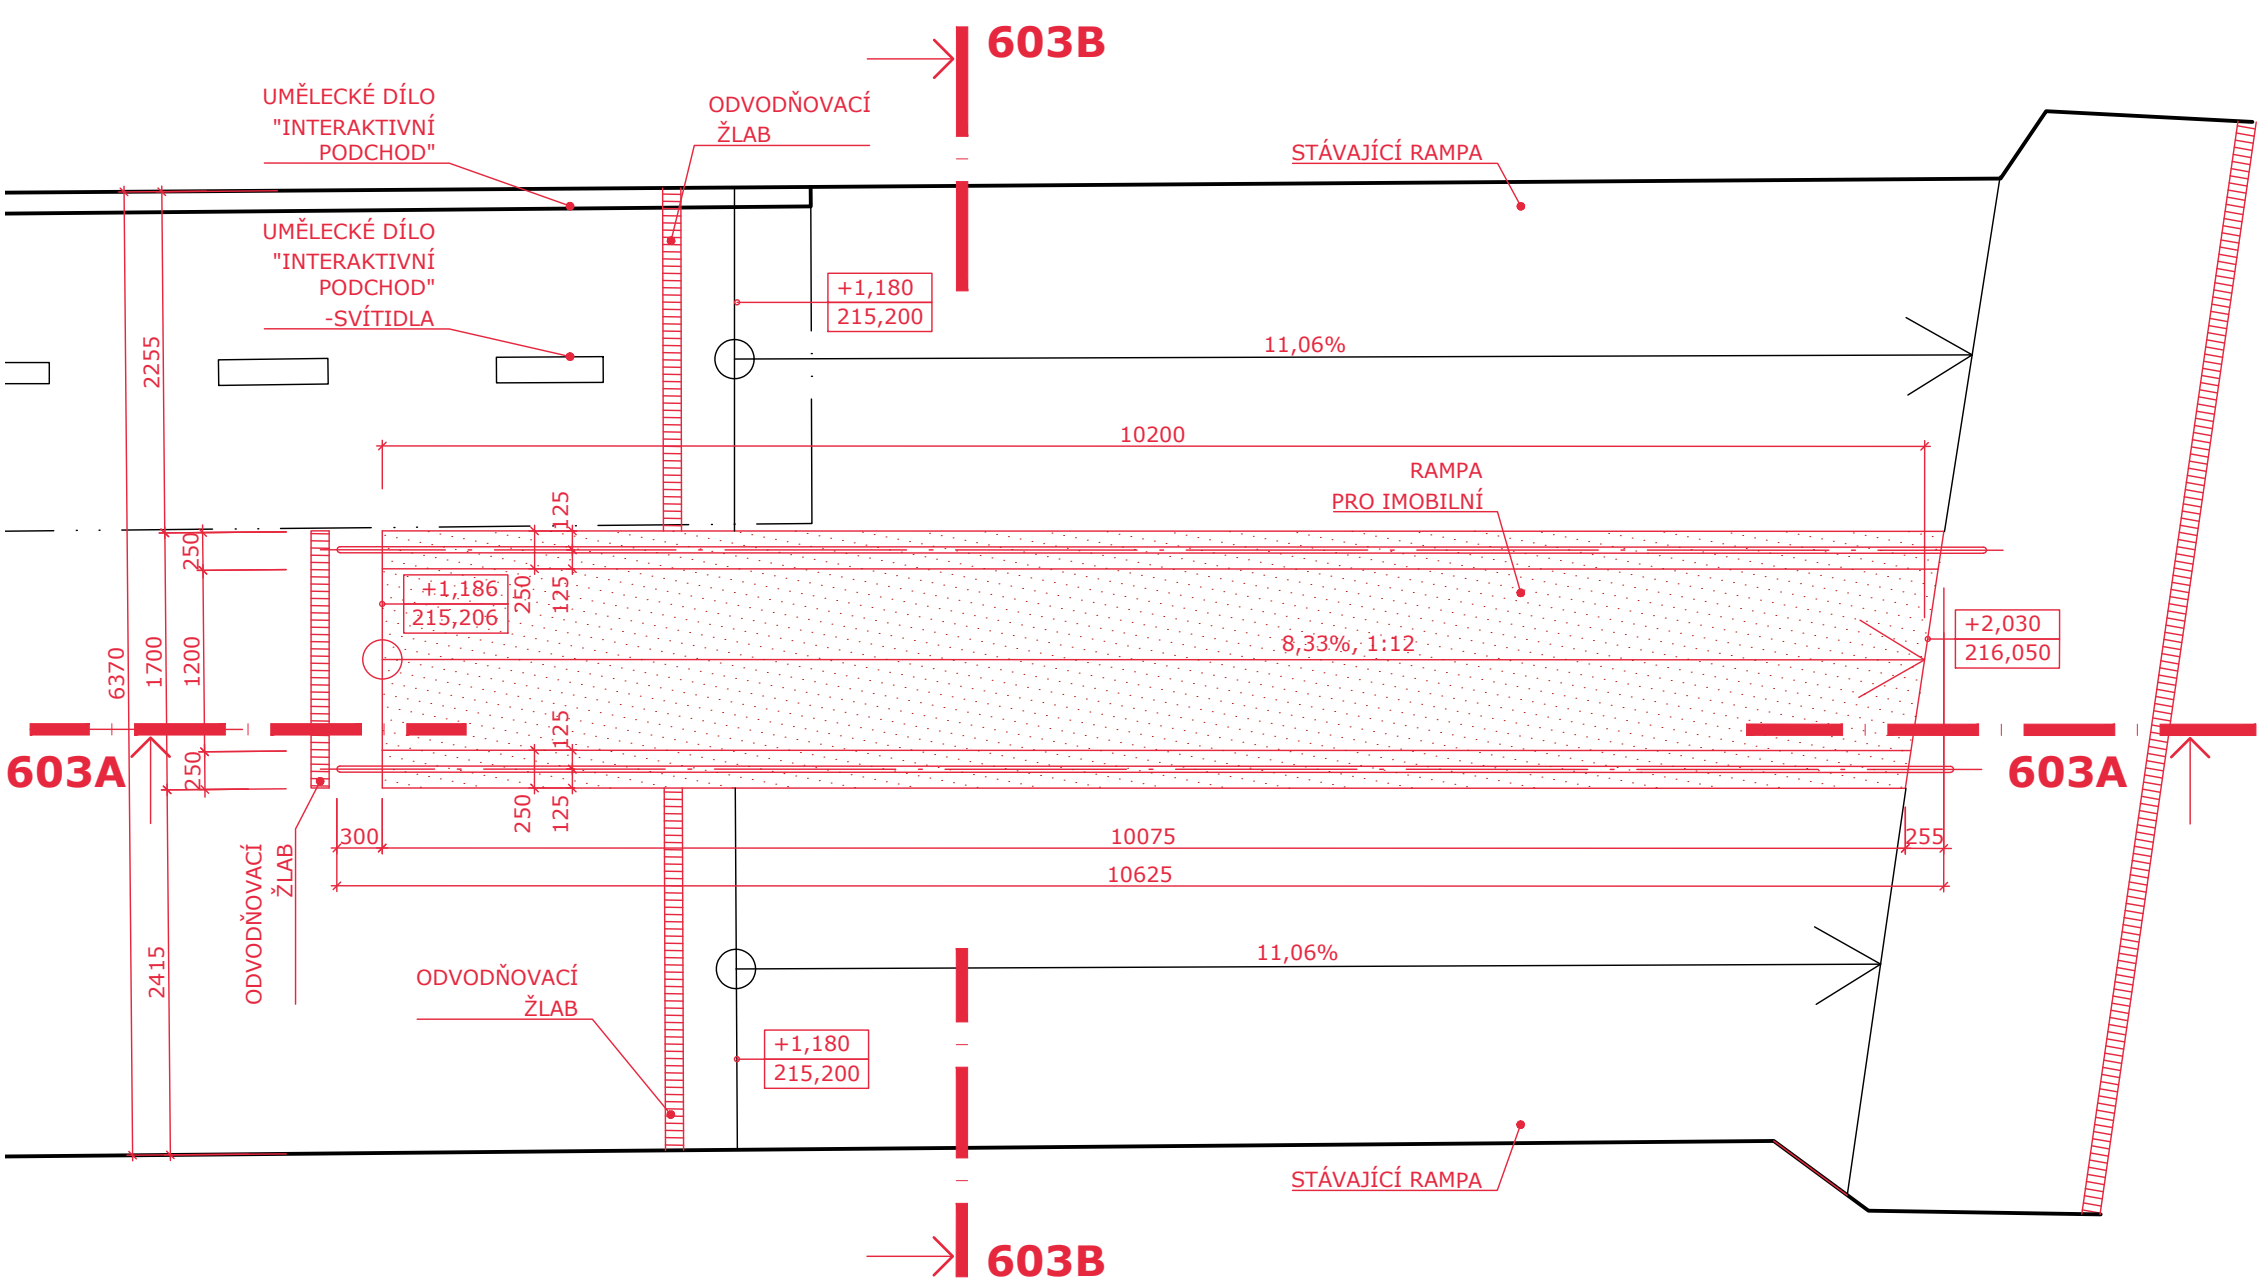 603B
UMĚLECKÉ DÍLO
"INTERAKTIVNÍ
PODCHOD"
ODVODŇOVACÍ
ŽLAB
STÁVAJÍCÍ RAMPA
UMĚLECKÉ DÍLO
"INTERAKTIVNÍ
PODCHOD"
-SVÍTIDLA
+1,180
215,200
2255
11,06%
10200
RAMPA
PRO IMOBILNÍ
125
250
250
125
+1,186
215,206
8,33%, 1:12
+2,030
216,050
6370
1700
1200
125
250
250
125
603A
603A
300
10075
255
10625
ODVODŇOVACÍ
ŽLAB
2415
ODVODŇOVACÍ
ŽLAB
11,06%
+1,180
215,200
STÁVAJÍCÍ RAMPA
603B